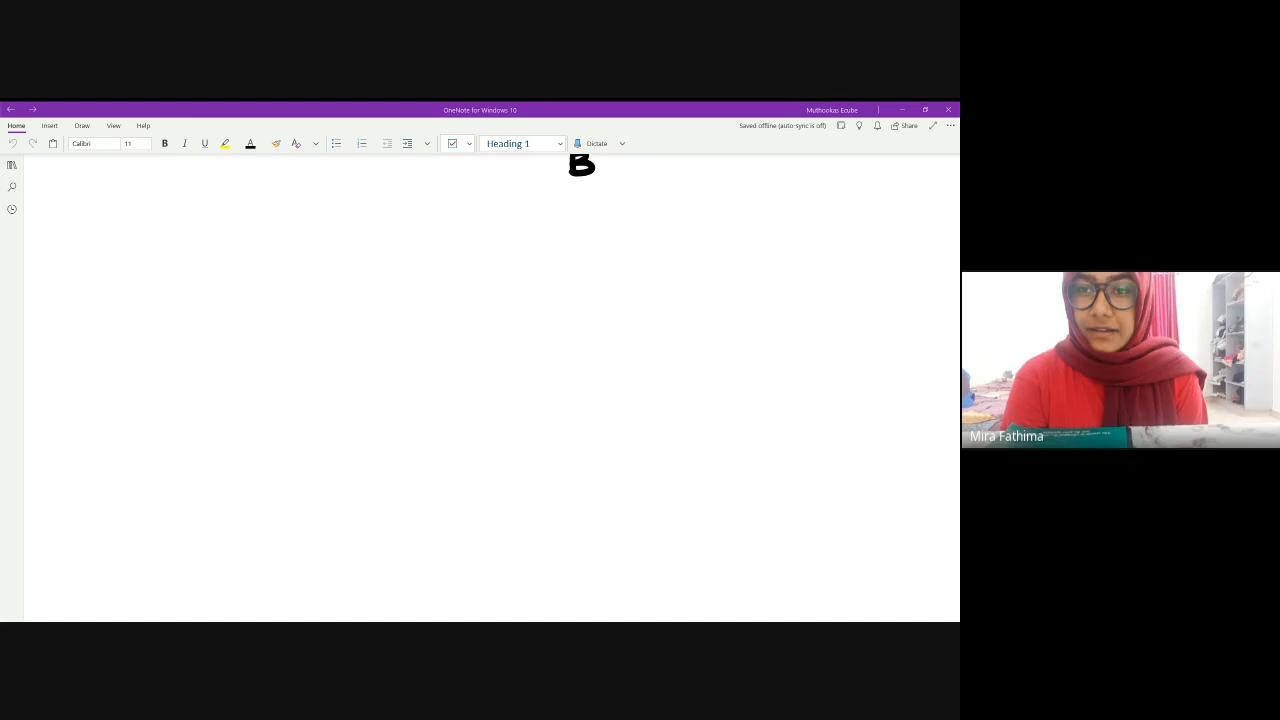 OneNote for Windows 10
Muthookas Ecube
Home Insert Draw View Help
Saved offline (auto-sync is off)
Share
Calibri 11 B I U A Heading 1 Dictate
B
Mira Fathima